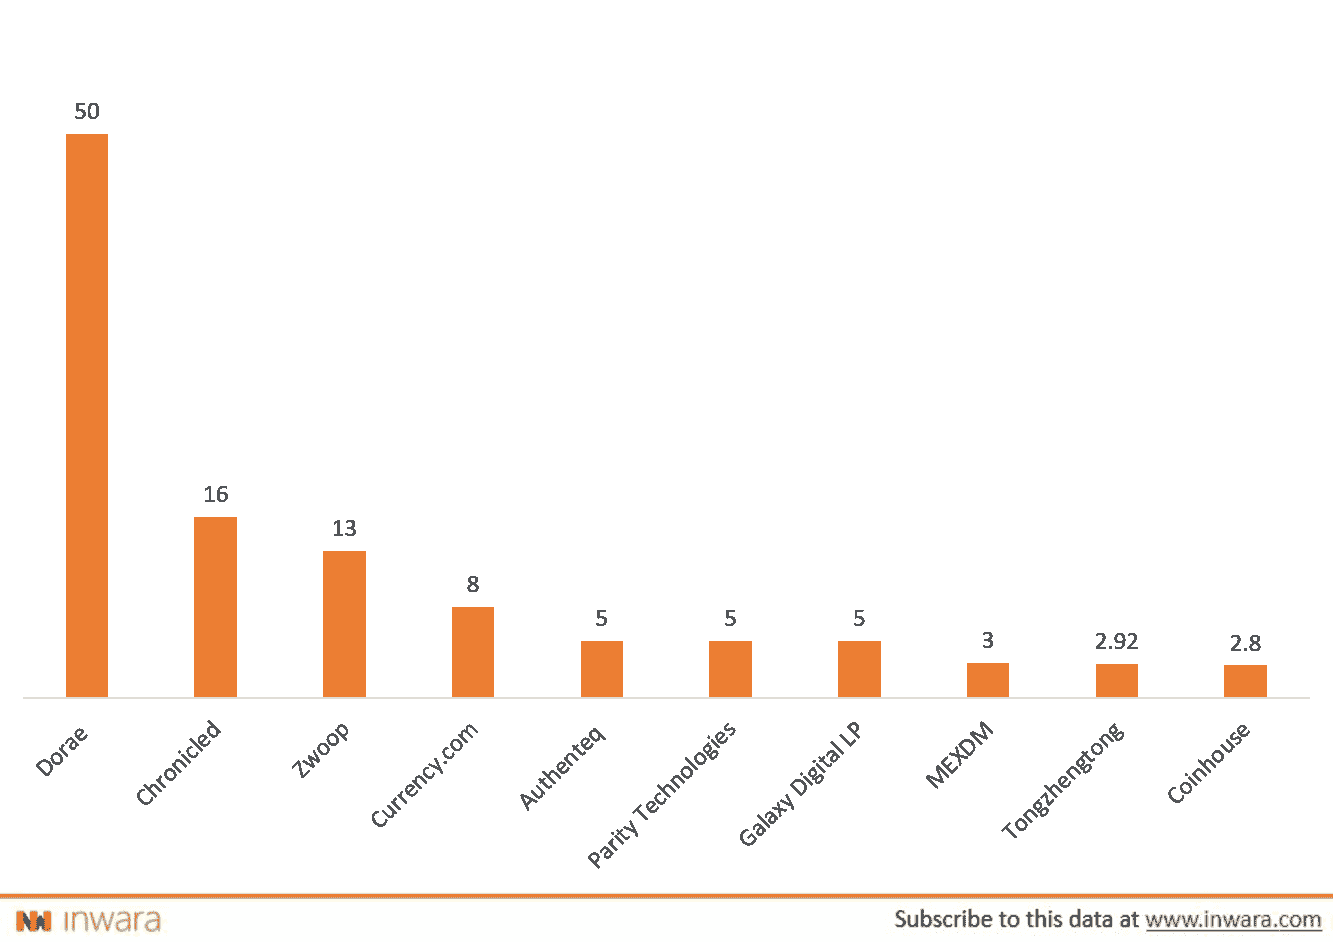 50
16
13
8
5
5
5
3
2.92
2.8
Dorae
Chronicled
Zwoop
Currency.com
Authenteq
Parity Technologies
Galaxy Digital LP
MEXDM
Tongzhengtong
Coinhouse
inwara
Subscribe to this data at www.inwara.com